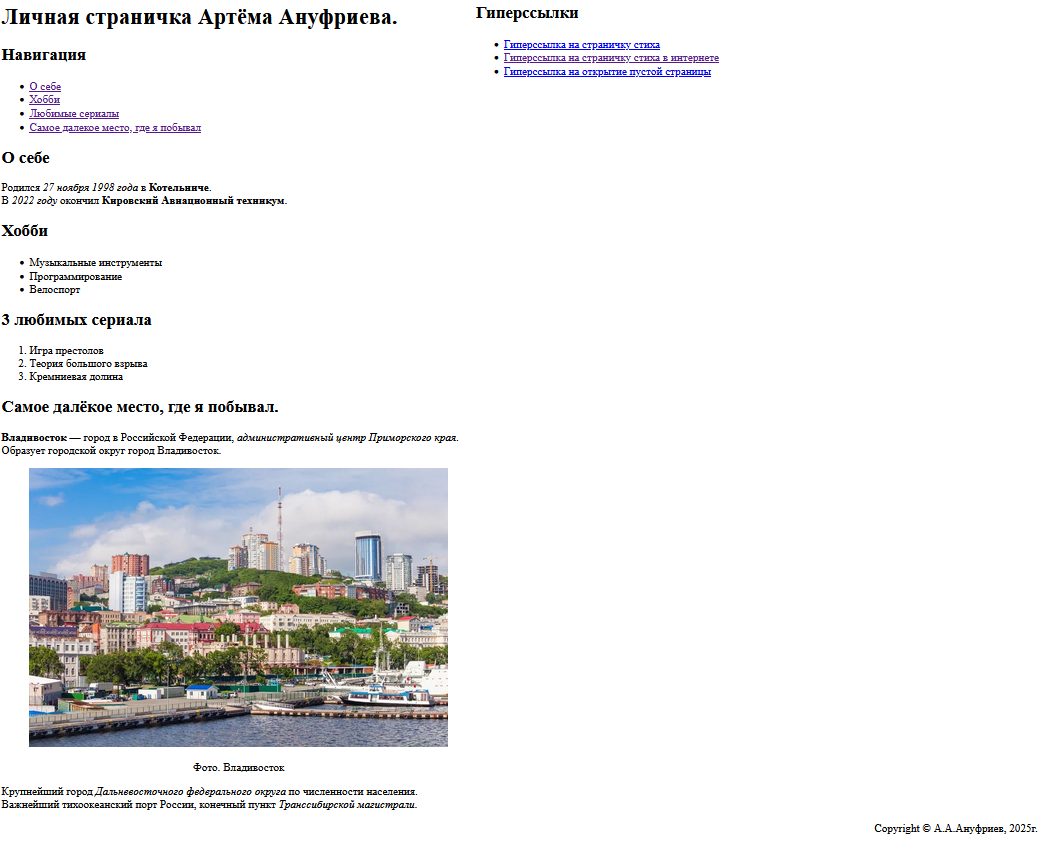 Личная страничка Артёма Ануфриева.
Навигация
О себе
Хобби
Любимые сериалы
Самое далекое место, где я побывал
О себе
Родился 27 ноября 1998 года в Котельниче.
В 2022 году окончил Кировский Авиационный техникум.
Хобби
Музыкальные инструменты
Программирование
Велоспорт
3 любимых сериала
1. Игра престолов
2. Теория большого взрыва
3. Кремниевая долина
Самое далёкое место, где я побывал.
Владивосток — город в Российской Федерации, административный центр Приморского края.
Образует городской округ город Владивосток.
Фото. Владивосток
Крупнейший город Дальневосточного федерального округа по численности населения.
Важнейший тихоокеанский порт России, конечный пункт Транссибирской магистрали.
Гиперссылки
Гиперссылка на страничку стиха
Гиперссылка на страничку стиха в интернете
Гиперссылка на открытие пустой страницы
Copyright © А.А.Ануфриев, 2025г.